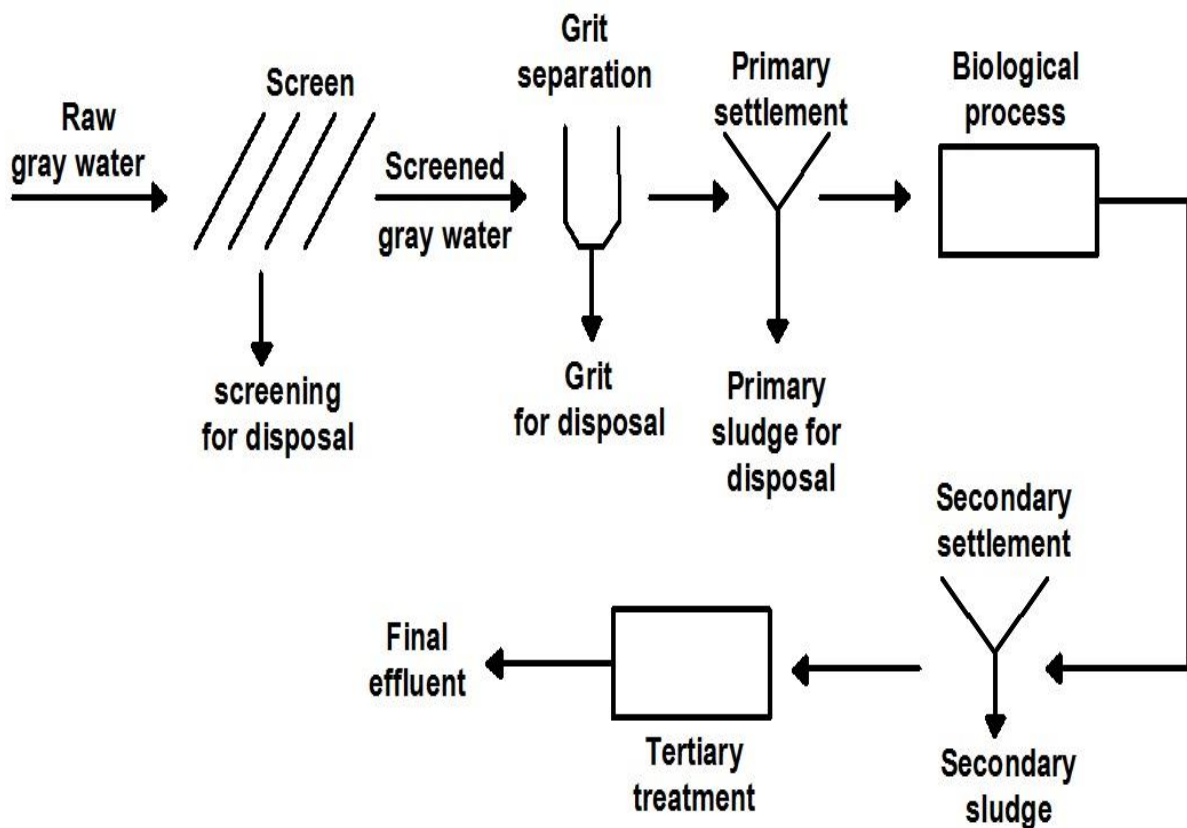 Raw
gray water
Screen
screening
for disposal
Screened
gray water
Grit
separation
Grit
for disposal
Primary
settlement
Primary
sludge for
disposal
Biological
process
Secondary
settlement
Secondary
sludge
Tertiary
treatment
Final
effluent